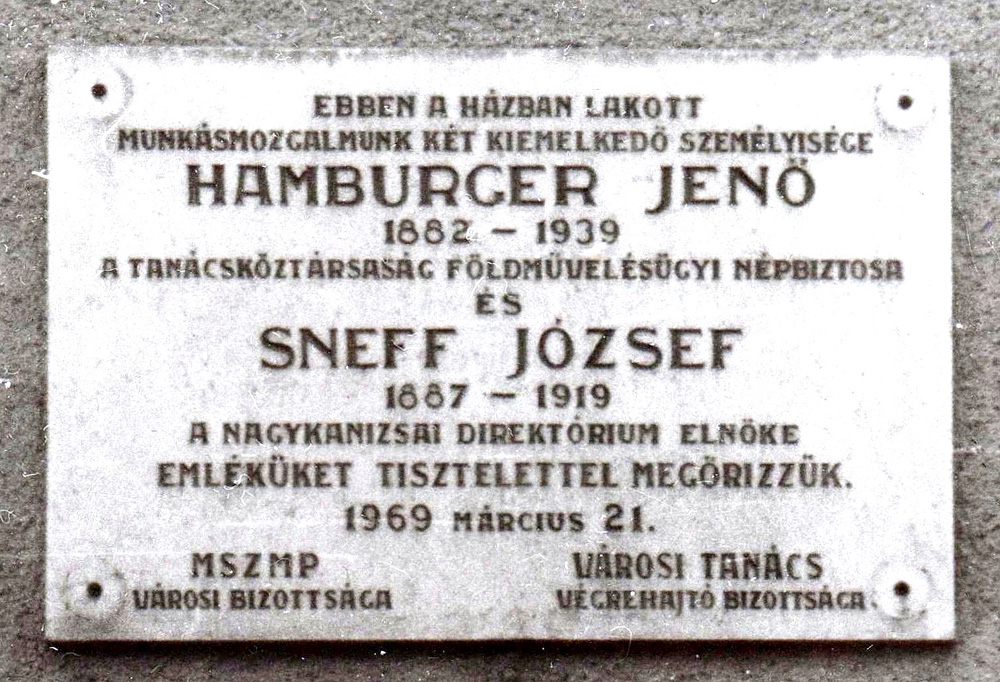 EBBEN A HÁZBAN LAKOTT
MUNKÁSMOZGALMUNK KÉT KIEMELKEDŐ SZEMÉLYISÉGE
HAMBURGER JENŐ
1882 – 1939
A TANÁCSKÖZTÁRSASÁG FÖLDMŰVELÉSÜGYI NÉPBIZTOSA
ÉS
SNEFF JÓZSEF
1887 – 1919
A NAGYKANIZSAI DIREKTÓRIUM ELNÖKE
EMLÉKÜKET TISZTELETTEL MEGŐRIZZÜK.
1969 MÁRCIUS 21.
MSZMP
VÁROSI BIZOTTSÁGA
VÁROSI TANÁCS
VÉGREHAJTÓ BIZOTTSÁGA